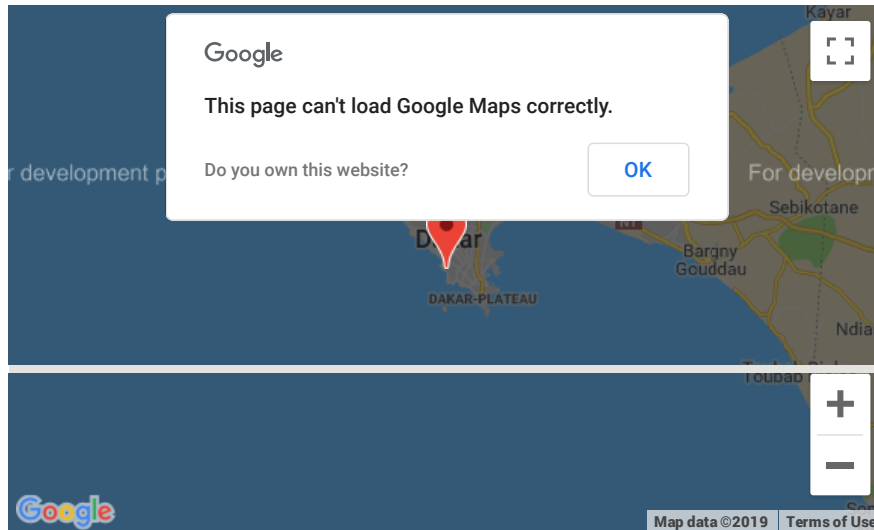 Kayar
Google
This page can't load Google Maps correctly.
Do you own this website?
OK
r development p
For developm
Sebikotane
Bargny
Gouddau
DAKAR-PLATEAU
Ndia
Toubab
Google
Map data ©2019
Terms of Use